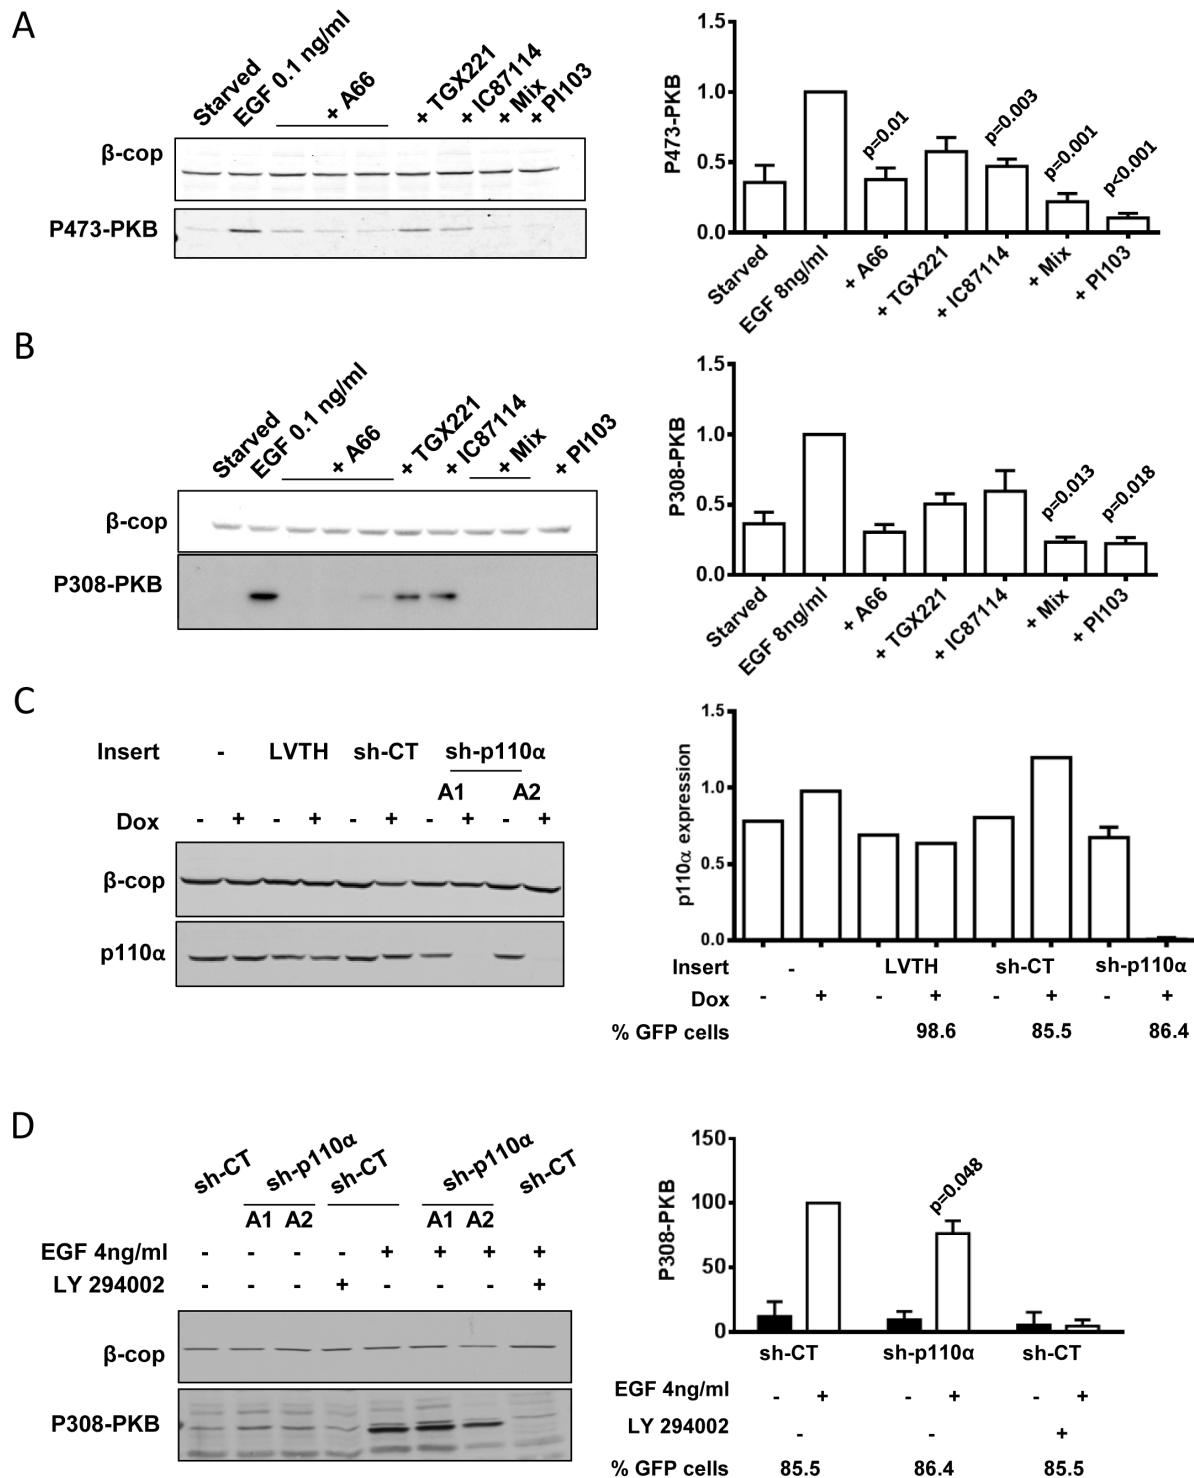 A
Starved
EGF 0.1 ng/ml
+ A66
+ TGX221
+ IC87114
+ Mix
+ PI103
β-cop
P473-PKB
P473-PKB
1.5
1.0
0.5
0.0
p=0.01
p=0.003
p=0.001
p<0.001
Starved
EGF 8ng/ml
+ A66
+ TGX221
+ IC87114
+ Mix
+ PI103
B
Starved
EGF 0.1 ng/ml
+ A66
+ TGX221
+ IC87114
+ Mix
+ PI103
β-cop
P308-PKB
P308-PKB
1.5
1.0
0.5
0.0
p=0.013
p=0.018
Starved
EGF 8ng/ml
+ A66
+ TGX221
+ IC87114
+ Mix
+ PI103
C
Insert - LVTH sh-CT sh-p110α
A1 A2
Dox - + - + - + - + - +
β-cop
p110α
p110α expression
1.5
1.0
0.5
0.0
Insert - LVTH sh-CT sh-p110α
Dox - + - + - + - +
% GFP cells 98.6 85.5 86.4
D
sh-CT sh-p110α sh-CT sh-p110α sh-CT
A1 A2 A1 A2
EGF 4ng/ml - - - - + + + +
LY 294002 - - - + - - - +
β-cop
P308-PKB
P308-PKB
150
100
50
0
p=0.048
sh-CT sh-p110α sh-CT
EGF 4ng/ml - + - + - +
LY 294002 - - +
% GFP cells 85.5 86.4 85.5